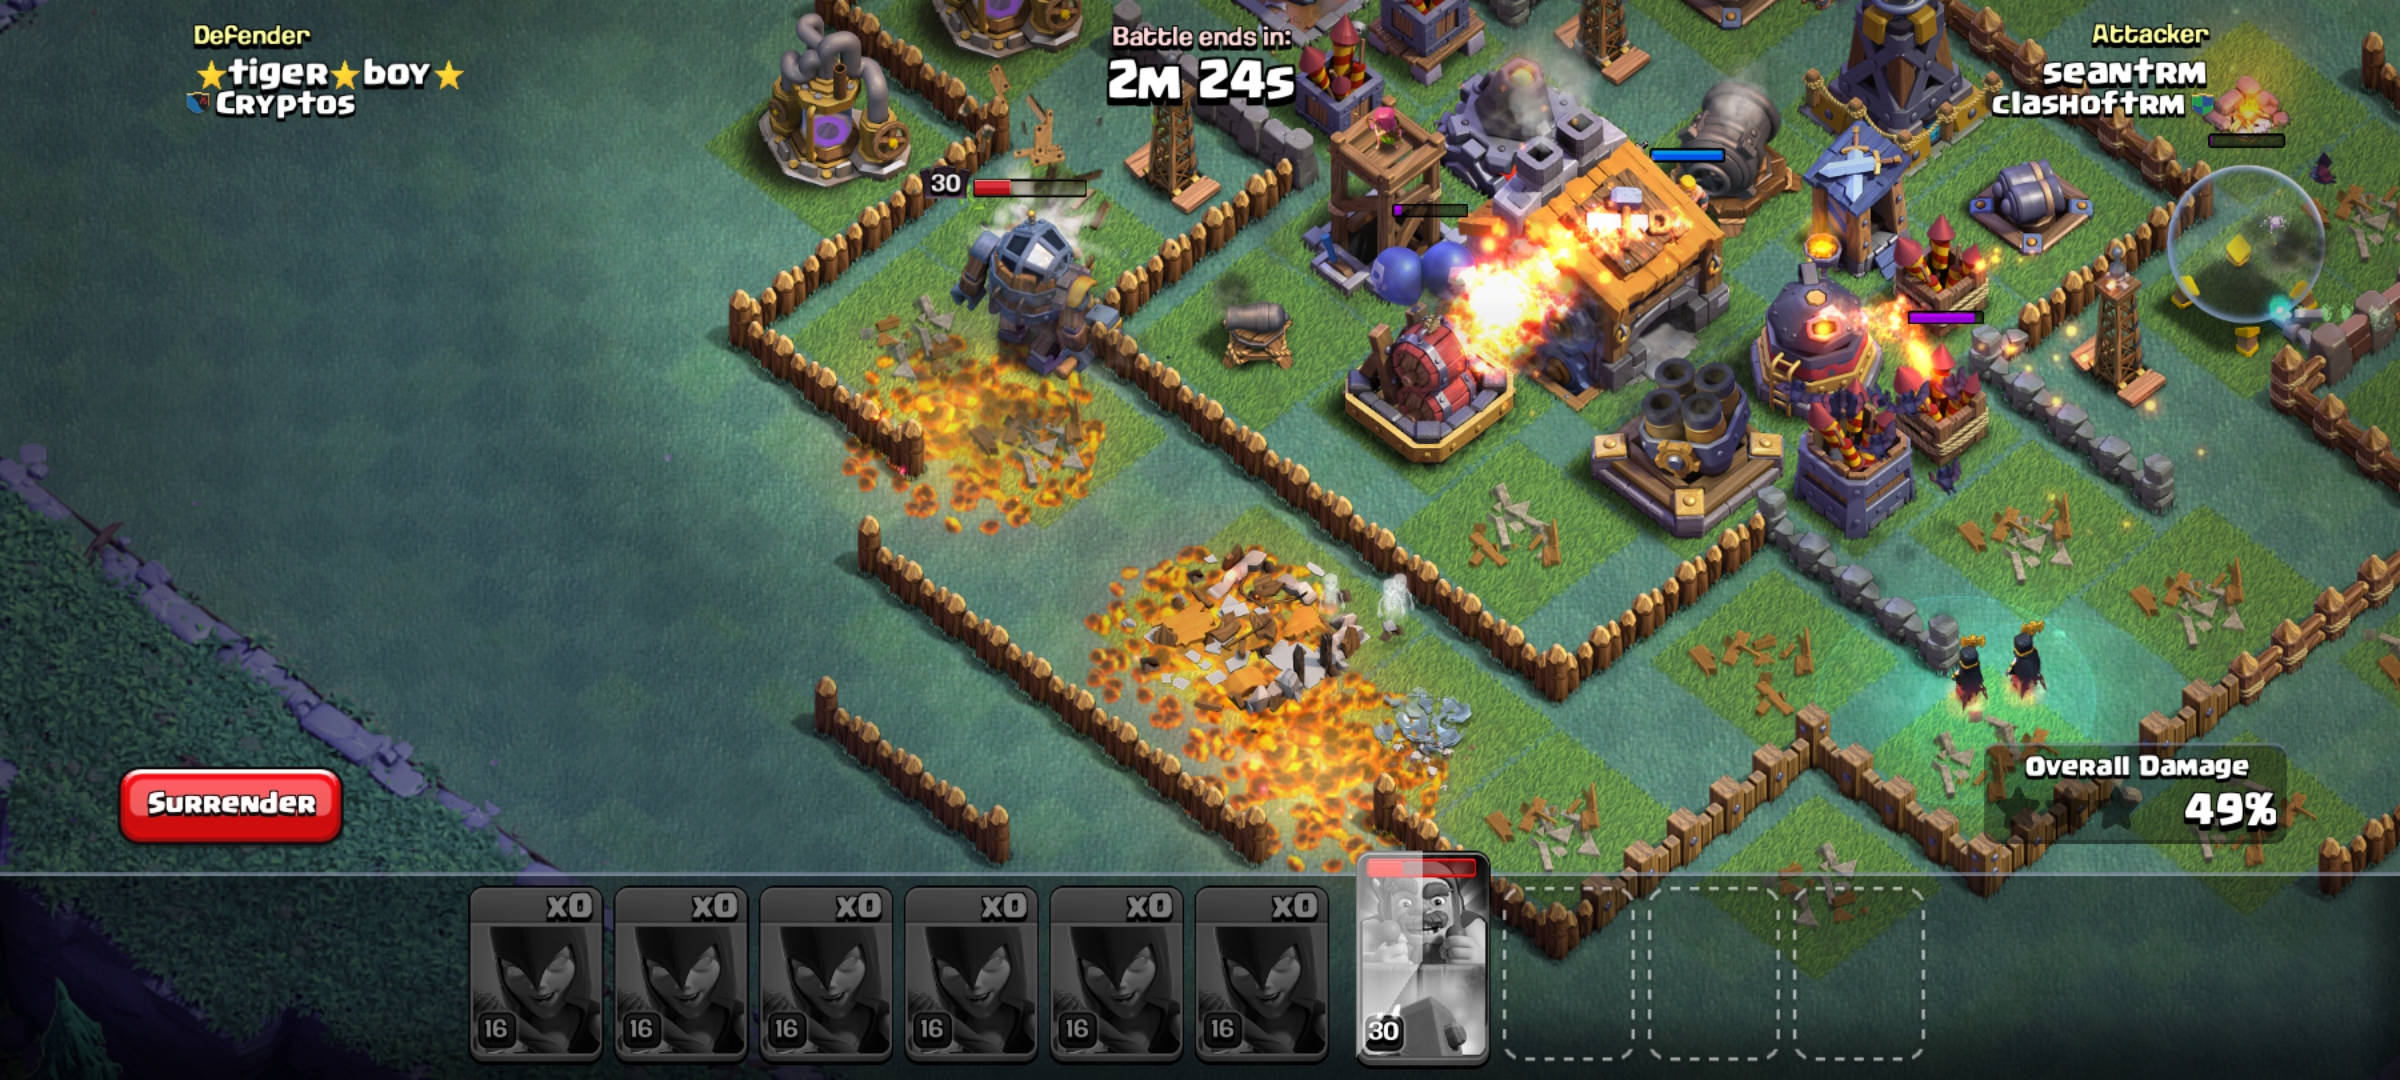 Defender
⭐tiger⭐boy⭐
Cryptos
Battle ends in:
2M 24s
Attacker
seantRM
clashoftRM
30
Surrender
Overall Damage
49%
x0 x0 x0 x0 x0 x0
16 16 16 16 16 16 30